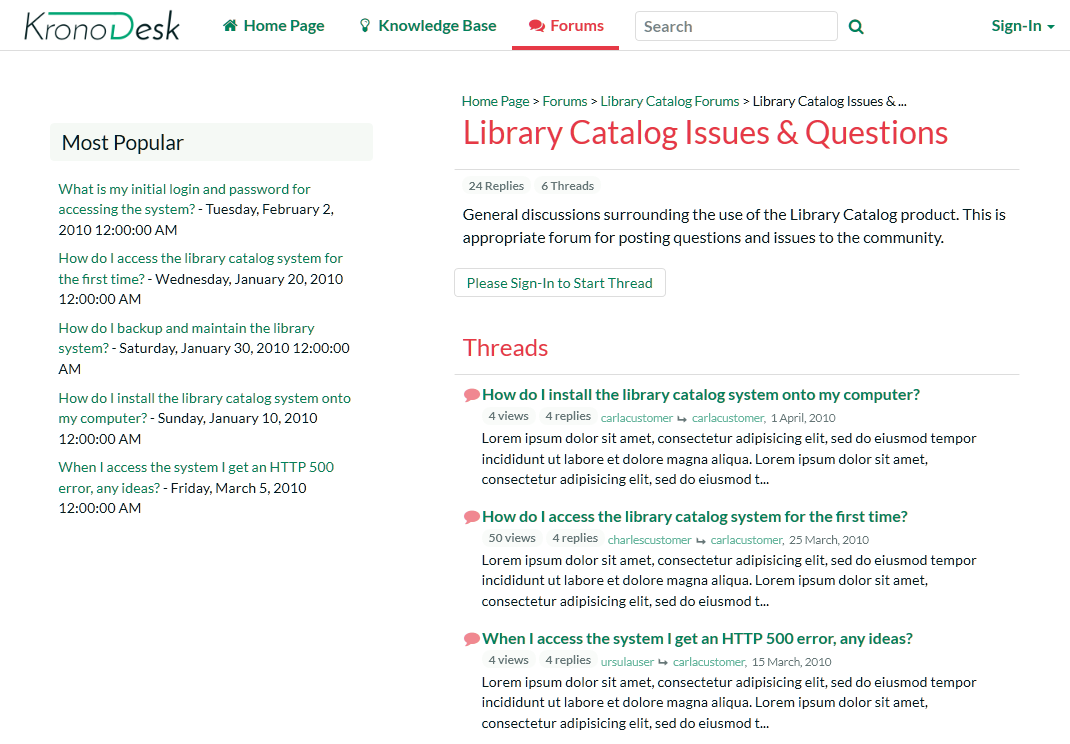 KronoDesk
Home Page
Knowledge Base
Forums
Search
Sign-In
Most Popular
What is my initial login and password for
accessing the system? - Tuesday, February 2,
2010 12:00:00 AM
How do I access the library catalog system for
the first time? - Wednesday, January 20, 2010
12:00:00 AM
How do I backup and maintain the library
system? - Saturday, January 30, 2010 12:00:00
AM
How do I install the library catalog system onto
my computer? - Sunday, January 10, 2010
12:00:00 AM
When I access the system I get an HTTP 500
error, any ideas? - Friday, March 5, 2010
12:00:00 AM
Home Page > Forums > Library Catalog Forums > Library Catalog Issues & ...
Library Catalog Issues & Questions
24 Replies 6 Threads
General discussions surrounding the use of the Library Catalog product. This is
appropriate forum for posting questions and issues to the community.
Please Sign-In to Start Thread
Threads
How do I install the library catalog system onto my computer?
4 views 4 replies carlacustomer ↪ carlacustomer, 1 April, 2010
Lorem ipsum dolor sit amet, consectetur adipisicing elit, sed do eiusmod tempor
incididunt ut labore et dolore magna aliqua. Lorem ipsum dolor sit amet,
consectetur adipisicing elit, sed do eiusmod t...
How do I access the library catalog system for the first time?
50 views 4 replies charlescustomer ↪ carlacustomer, 25 March, 2010
Lorem ipsum dolor sit amet, consectetur adipisicing elit, sed do eiusmod tempor
incididunt ut labore et dolore magna aliqua. Lorem ipsum dolor sit amet,
consectetur adipisicing elit, sed do eiusmod t...
When I access the system I get an HTTP 500 error, any ideas?
4 views 4 replies ursulauser ↪ carlacustomer, 15 March, 2010
Lorem ipsum dolor sit amet, consectetur adipisicing elit, sed do eiusmod tempor
incididunt ut labore et dolore magna aliqua. Lorem ipsum dolor sit amet,
consectetur adipisicing elit, sed do eiusmod t...